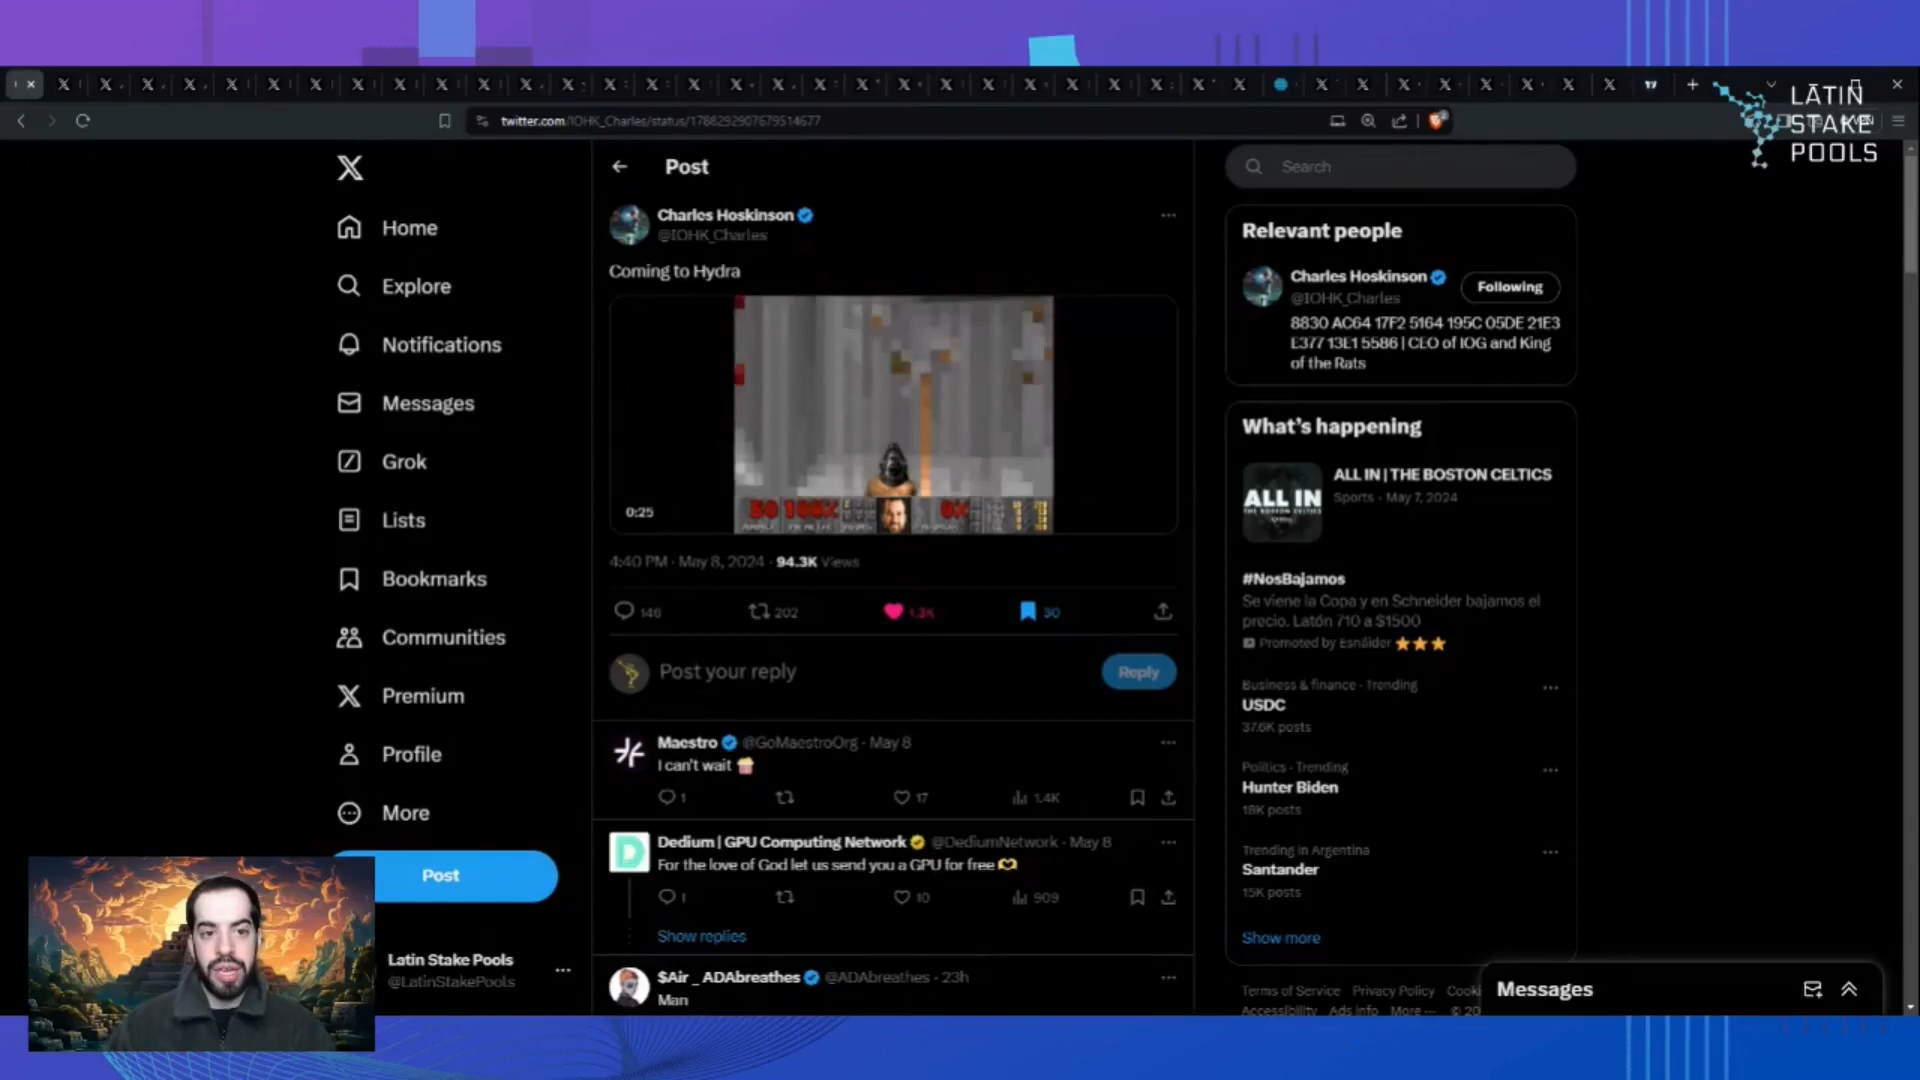 twitter.com/IOHK_Charles/status/1788292907679514677
LATIN
STAKE
POOLS
Home
Explore
Notifications
Messages
Grok
Lists
Bookmarks
Communities
Premium
Profile
More
Post
Latin Stake Pools
@LatinStakePools
Post
Charles Hoskinson
@IOHK_Charles
Coming to Hydra
0:25
4:40 PM · May 8, 2024 · 94.3K Views
146
202
1.3K
30
Post your reply
Reply
Maestro @GoMaestroOrg · May 8
I can't wait
1
17
1.4K
Dedium | GPU Computing Network @DediumNetwork · May 8
For the love of God let us send you a GPU for free
1
10
909
Show replies
$Air_ADAbreathes @ADAbreathes · 23h
Man
Search
Relevant people
Charles Hoskinson
@IOHK_Charles
Following
8830 AC64 17F2 5164 195C 05DE 21E3
E377 13E1 5586 | CEO of IOG and King
of the Rats
What's happening
ALL IN
ALL IN | THE BOSTON CELTICS
Sports · May 7, 2024
#NosBajamos
Se viene la Copa y en Schneider bajamos el
precio. Latón 710 a $1500
Promoted by Esnáider
Business & finance · Trending
USDC
37.6K posts
Politics · Trending
Hunter Biden
18K posts
Trending in Argentina
Santander
15K posts
Show more
Terms of Service Privacy Policy
Accessibility Ads info More
Messages